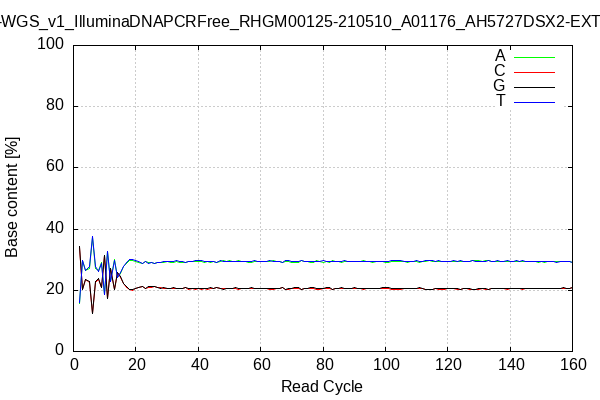 -WGS_v1_IlluminaDNAPCRFree_RHGM00125-210510_A01176_AH5727DSX2-EXT
100
80
60
40
20
0
Base content [%]
A
C
G
T
0 20 40 60 80 100 120 140 160
Read Cycle